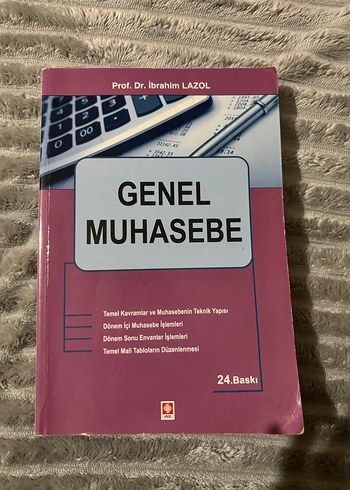 Prof. Dr. İbrahim LAZOL
GENEL
MUHASEBE
Temel Kavramlar ve Muhasebenin Teknik Yapısı
Dönem İçi Muhasebe İşlemleri
Dönem Sonu Envanter İşlemleri
Temel Mali Tabloların Düzenlenmesi
24.Baskı